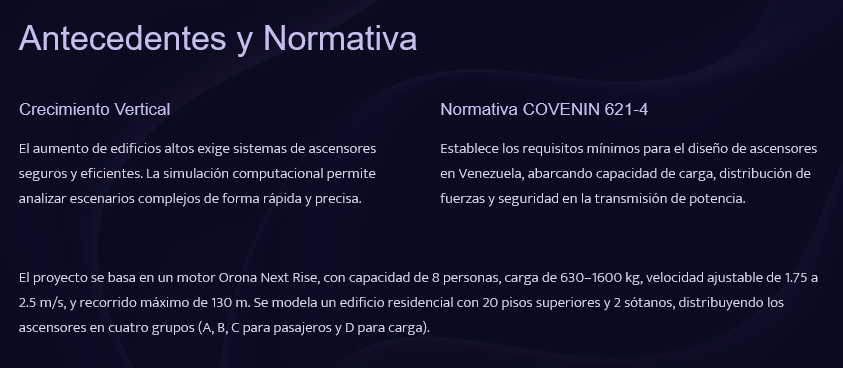 Antecedentes y Normativa
Crecimiento Vertical
El aumento de edificios altos exige sistemas de ascensores
seguros y eficientes. La simulación computacional permite
analizar escenarios complejos de forma rápida y precisa.
Normativa COVENIN 621-4
Establece los requisitos mínimos para el diseño de ascensores
en Venezuela, abarcando capacidad de carga, distribución de
fuerzas y seguridad en la transmisión de potencia.
El proyecto se basa en un motor Orona Next Rise, con capacidad de 8 personas, carga de 630–1600 kg, velocidad ajustable de 1.75 a
2.5 m/s, y recorrido máximo de 130 m. Se modela un edificio residencial con 20 pisos superiores y 2 sótanos, distribuyendo los
ascensores en cuatro grupos (A, B, C para pasajeros y D para carga).